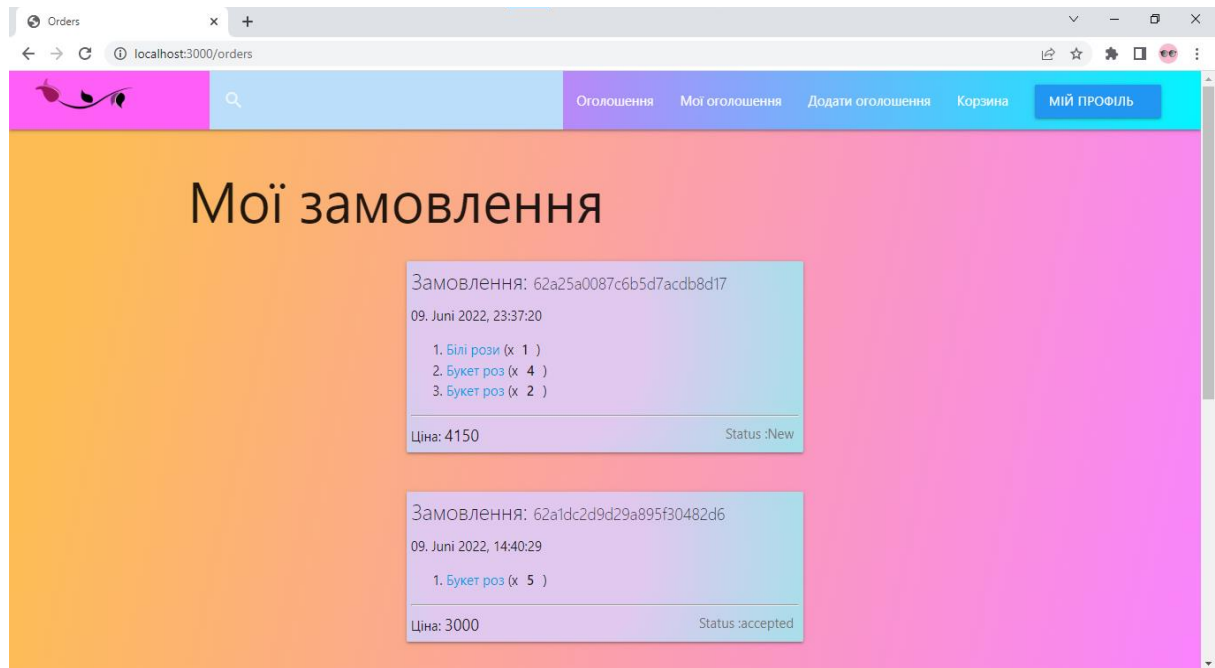 Orders
localhost:3000/orders
Оголошення Мої оголошення Додати оголошення Корзина МІЙ ПРОФІЛЬ
Мої замовлення
Замовлення: 62a25a0087c6b5d7acdb8d17
09. Juni 2022, 23:37:20
1. Білі рози (x 1 )
2. Букет роз (x 4 )
3. Букет роз (x 2 )
Ціна: 4150 Status :New
Замовлення: 62a1dc2d9d29a895f30482d6
09. Juni 2022, 14:40:29
1. Букет роз (x 5 )
Ціна: 3000 Status :accepted